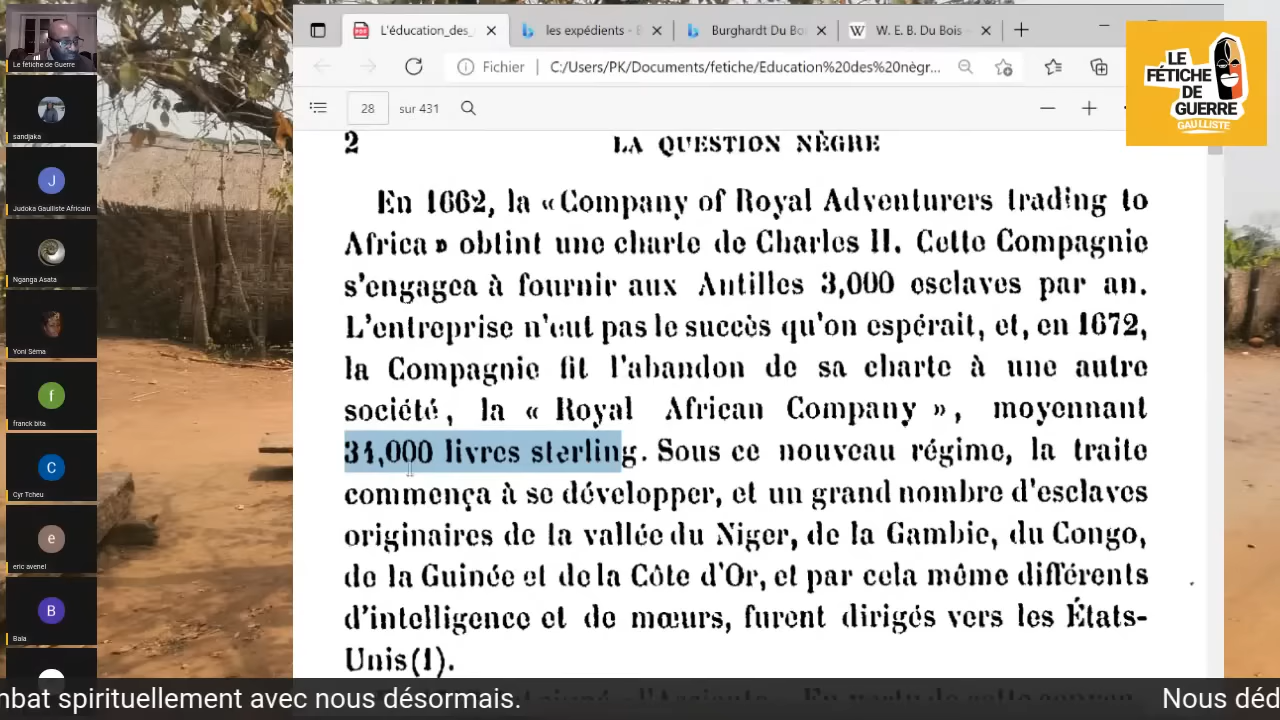 Le fétiche de Guerre
sandjaka
J
Judoka Gaulliste Africain
Nganga Asata
Yoni Séma
f
franck bita
C
Cyr Tcheu
e
eric avenel
B
Bala
L'éducation_des_
les expédients -
Burghardt Du Bo
W. E. B. Du Bois -
Fichier
C:/Users/PK/Documents/fetiche/Education%20des%20nègr...
28
sur 431
LE
FÉTICHE
DE
GUERRE
GAULLISTE
2
LA QUESTION NÈGRE
En 1662, la « Company of Royal Adventurers trading to
Africa » obtint une charte de Charles II. Cette Compagnie
s'engagea à fournir aux Antilles 3,000 esclaves par an.
L'entreprise n'eut pas le succès qu'on espérait, et, en 1672,
la Compagnie fit l'abandon de sa charte à une autre
société, la « Royal African Company », moyennant
34,000 livres sterling. Sous ce nouveau régime, la traite
commença à se développer, et un grand nombre d'esclaves
originaires de la vallée du Niger, de la Gambie, du Congo,
de la Guinée et de la Côte d'Or, et par cela même différents
d'intelligence et de mœurs, furent dirigés vers les États-
Unis(1).
mbat spirituellement avec nous désormais.
Nous déd